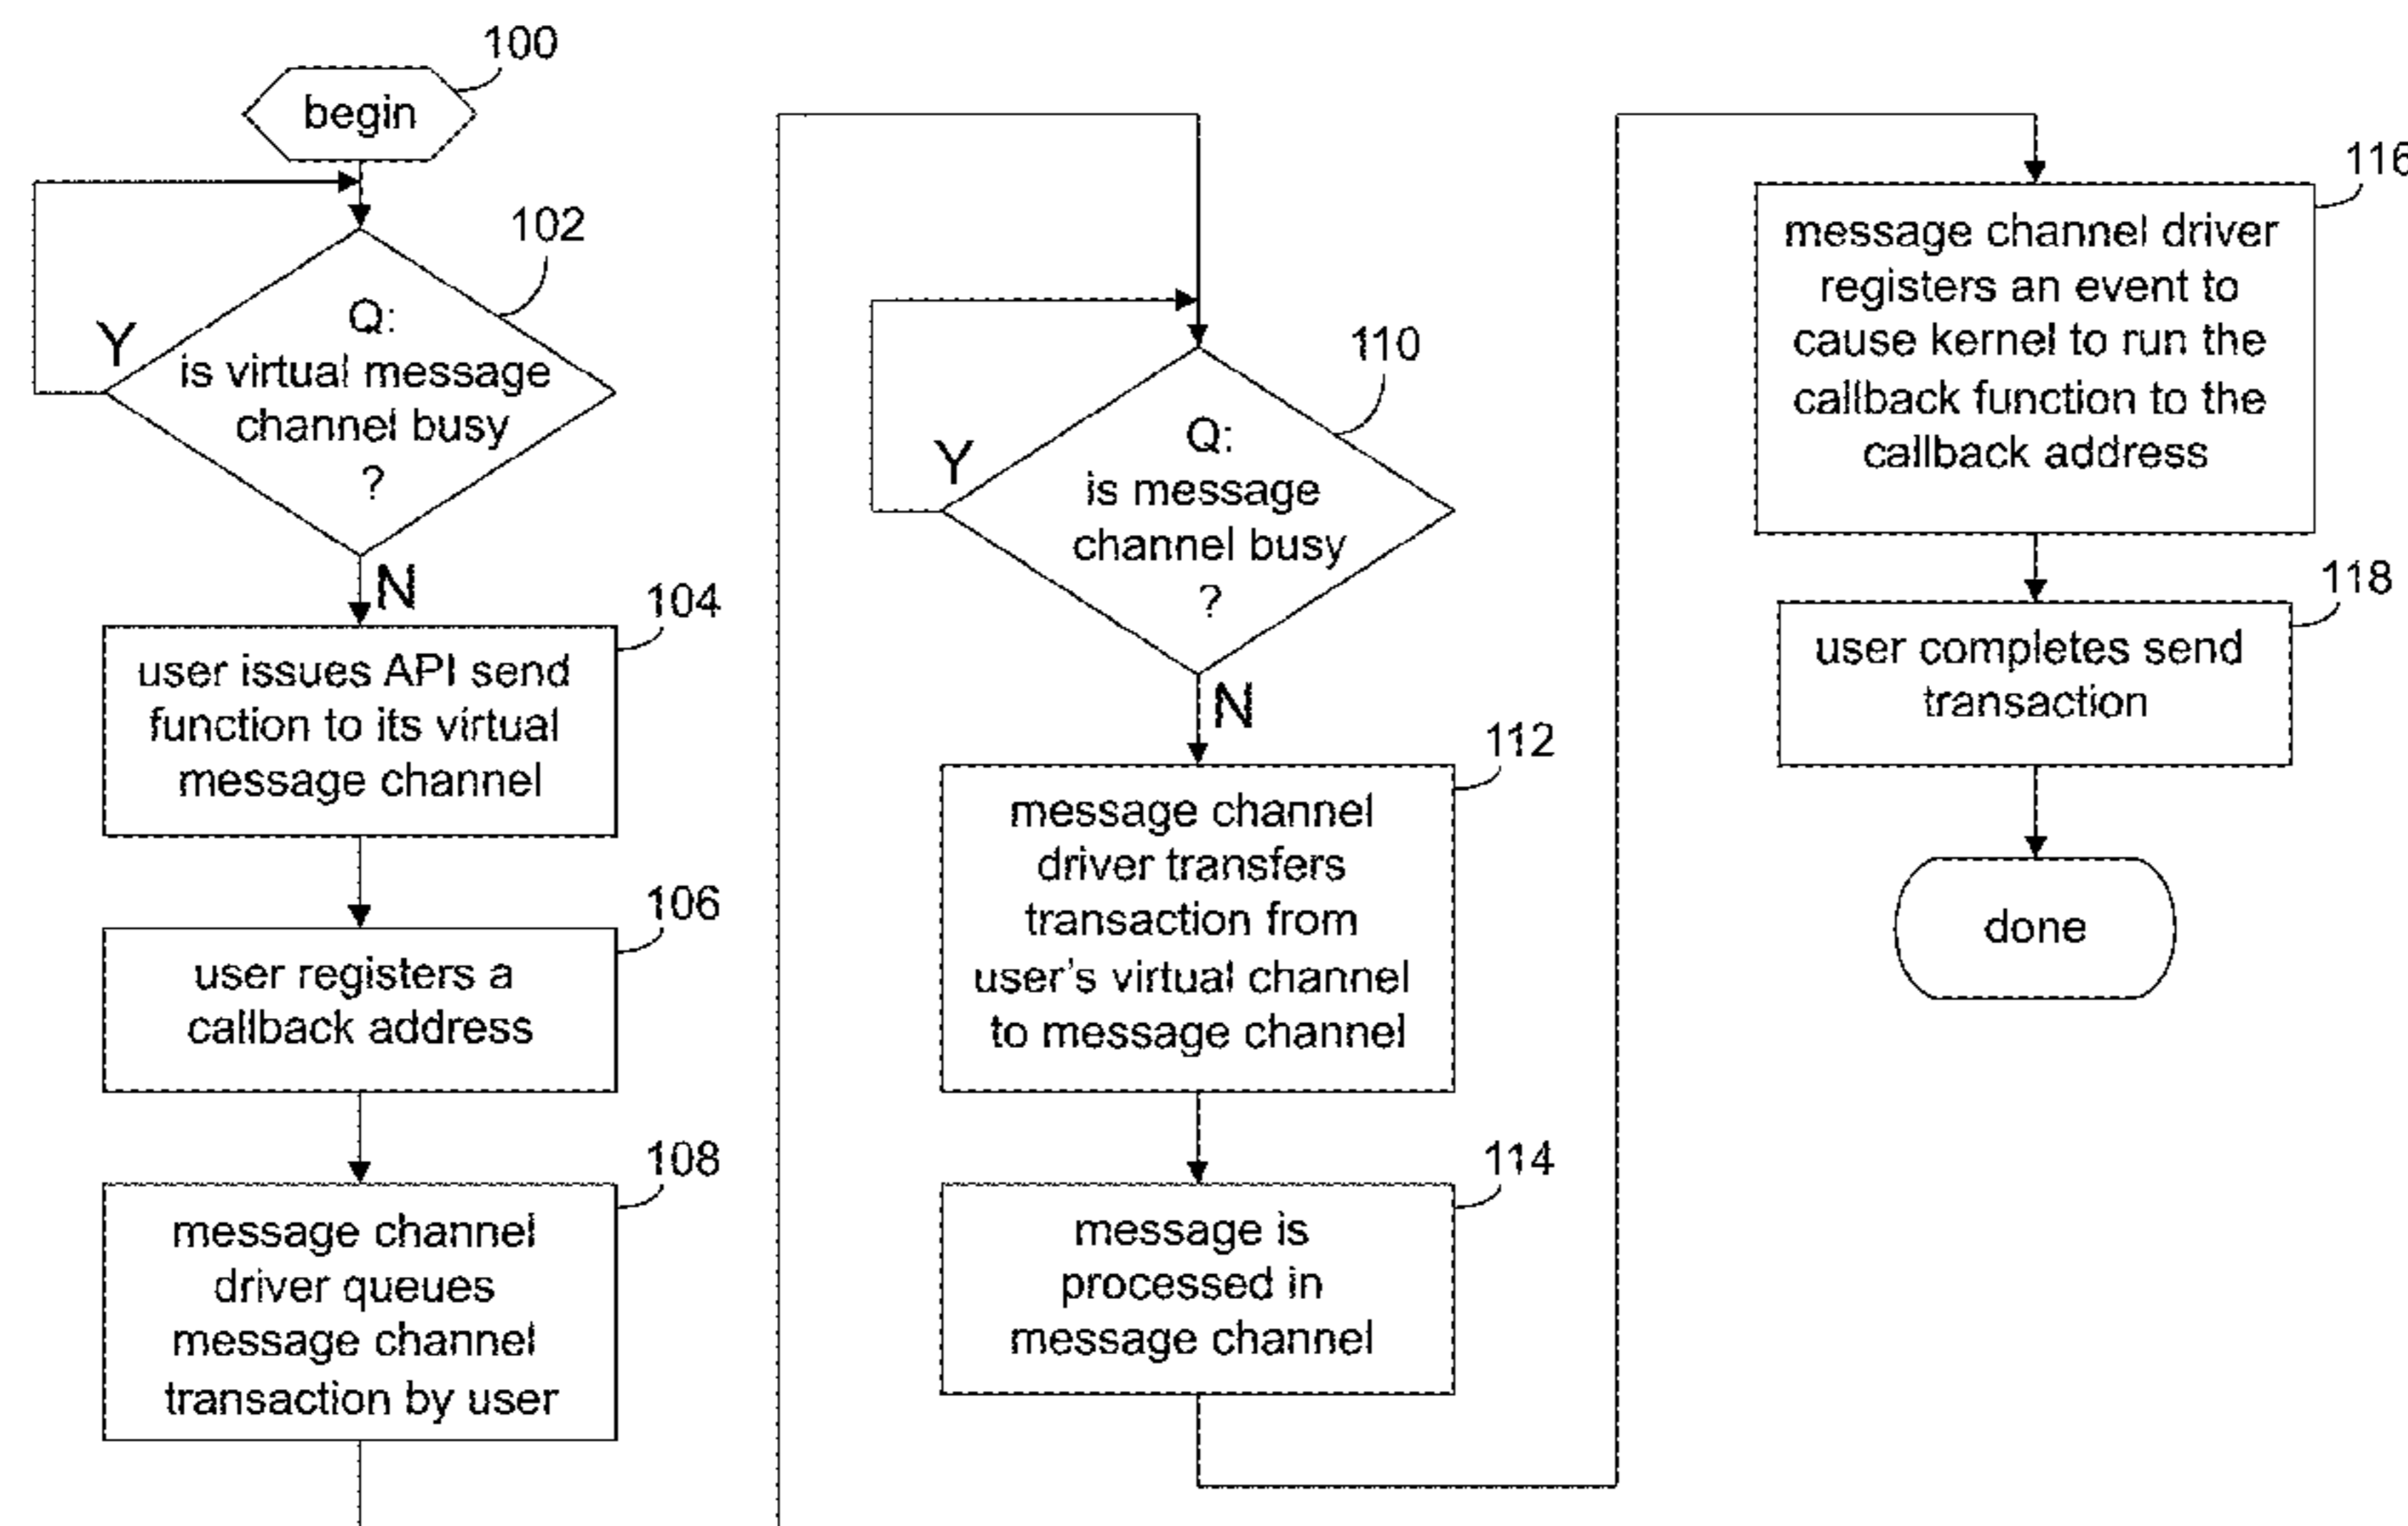 100
begin
102
Q:
is virtual message
channel busy
?
Y
N
104
user issues API send
function to its virtual
message channel
106
user registers a
callback address
108
message channel
driver queues
message channel
transaction by user
110
Q:
is message
channel busy
?
Y
N
112
message channel
driver transfers
transaction from
user's virtual channel
to message channel
114
message is
processed in
message channel
116
message channel driver
registers an event to
cause kernel to run the
callback function to the
callback address
118
user completes send
transaction
done